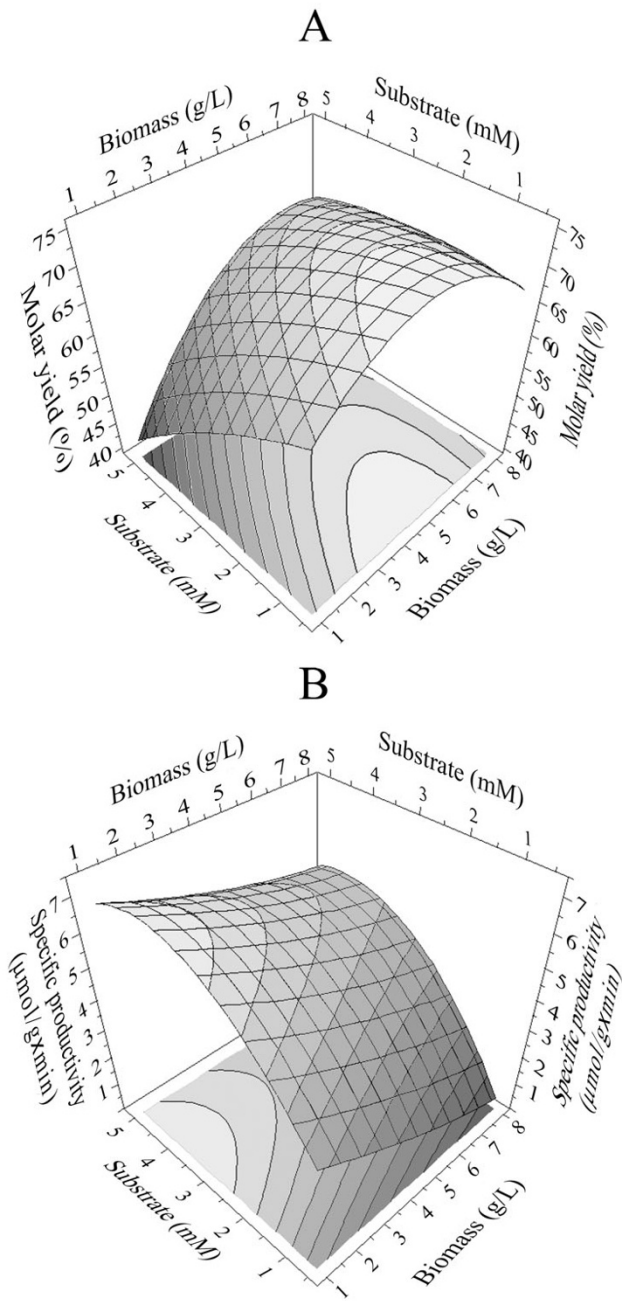 A
Biomass (g/L)
Substrate (mM)
1 2 3 4 5 6 7 8
5 4 3 2 1
75
70
65
60
55
50
45
40
Molar yield (%)
75
70
65
60
55
50
45
40
Molar yield (%)
5 4 3 2 1
Substrate (mM)
1 2 3 4 5 6 7 8
Biomass (g/L)
B
Biomass (g/L)
Substrate (mM)
1 2 3 4 5 6 7 8
5 4 3 2 1
7
6
5
4
3
2
1
Specific productivity
(µmol/gxmin)
7
6
5
4
3
2
1
Specific productivity
(µmol/gxmin)
5 4 3 2 1
Substrate (mM)
1 2 3 4 5 6 7 8
Biomass (g/L)